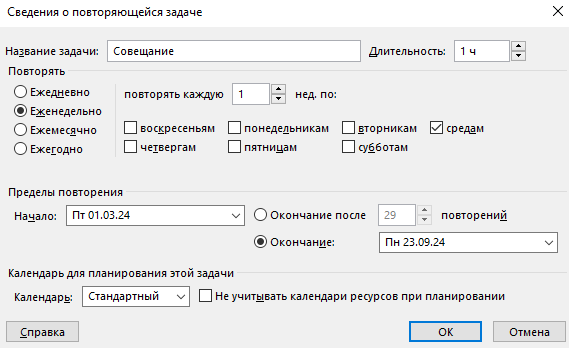 Сведения о повторяющейся задаче
Название задачи: Совещание Длительность: 1 ч
Повторять
Ежедневно повторять каждую 1 нед. по:
Еженедельно
Ежемесячно воскресеньям понедельникам вторникам средам
Ежегодно четвергам пятницам субботам
Пределы повторения
Начало: Пт 01.03.24 Окончание после 29 повторений
Окончание: Пн 23.09.24
Календарь для планирования этой задачи
Календарь: Стандартный Не учитывать календари ресурсов при планировании
Справка ОК Отмена